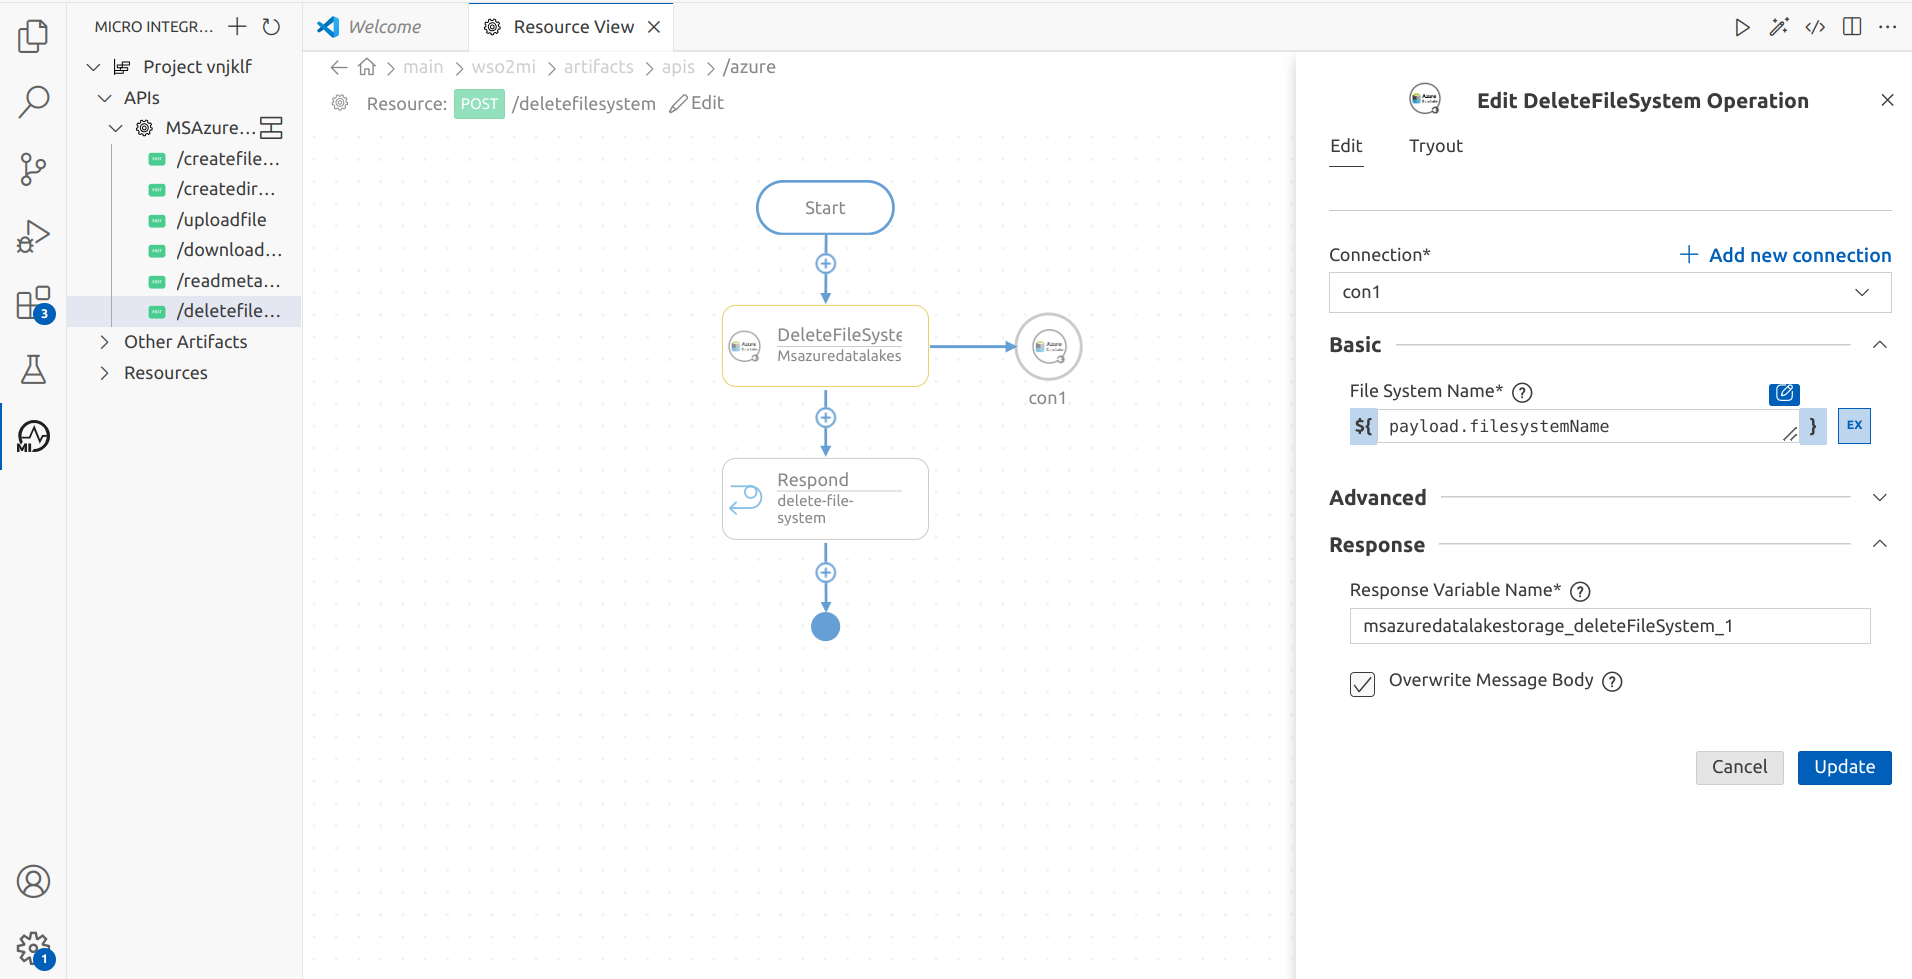 MICRO INTEGR...
Welcome
Resource View
Project vnjklf
APIs
MSAzure...
/createfile...
/createdir...
/uploadfile
/download...
/readmeta...
/deletefile...
Other Artifacts
Resources
3
MI
1
main > wso2mi > artifacts > apis > /azure
Resource: POST /deletefilesystem Edit
Start
DeleteFileSyste
Msazuredatalakes
con1
Respond
delete-file-
system
Edit DeleteFileSystem Operation
Edit Tryout
Connection* Add new connection
con1
Basic
File System Name*
${ payload.filesystemName } EX
Advanced
Response
Response Variable Name*
msazuredatalakestorage_deleteFileSystem_1
Overwrite Message Body
Cancel Update